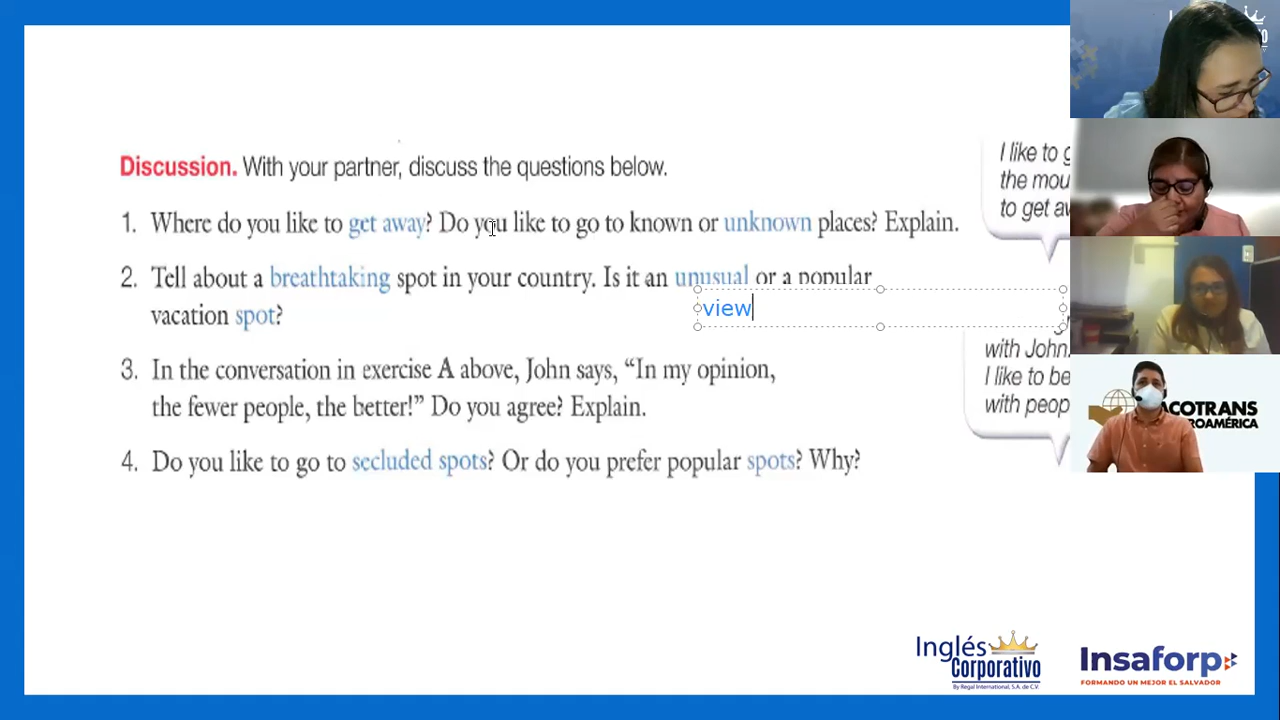 Discussion. With your partner, discuss the questions below.
1. Where do you like to get away? Do you like to go to known or unknown places? Explain.
2. Tell about a breathtaking spot in your country. Is it an unusual or a popular
vacation spot?
view
3. In the conversation in exercise A above, John says, “In my opinion,
the fewer people, the better!” Do you agree? Explain.
4. Do you like to go to secluded spots? Or do you prefer popular spots? Why?
I like to
the
to get
with John.
I like to be
with
Inglés
Corporativo
By Regal International, S.A. de C.V.
Insaforp
FORMANDO UN MEJOR EL SALVADOR